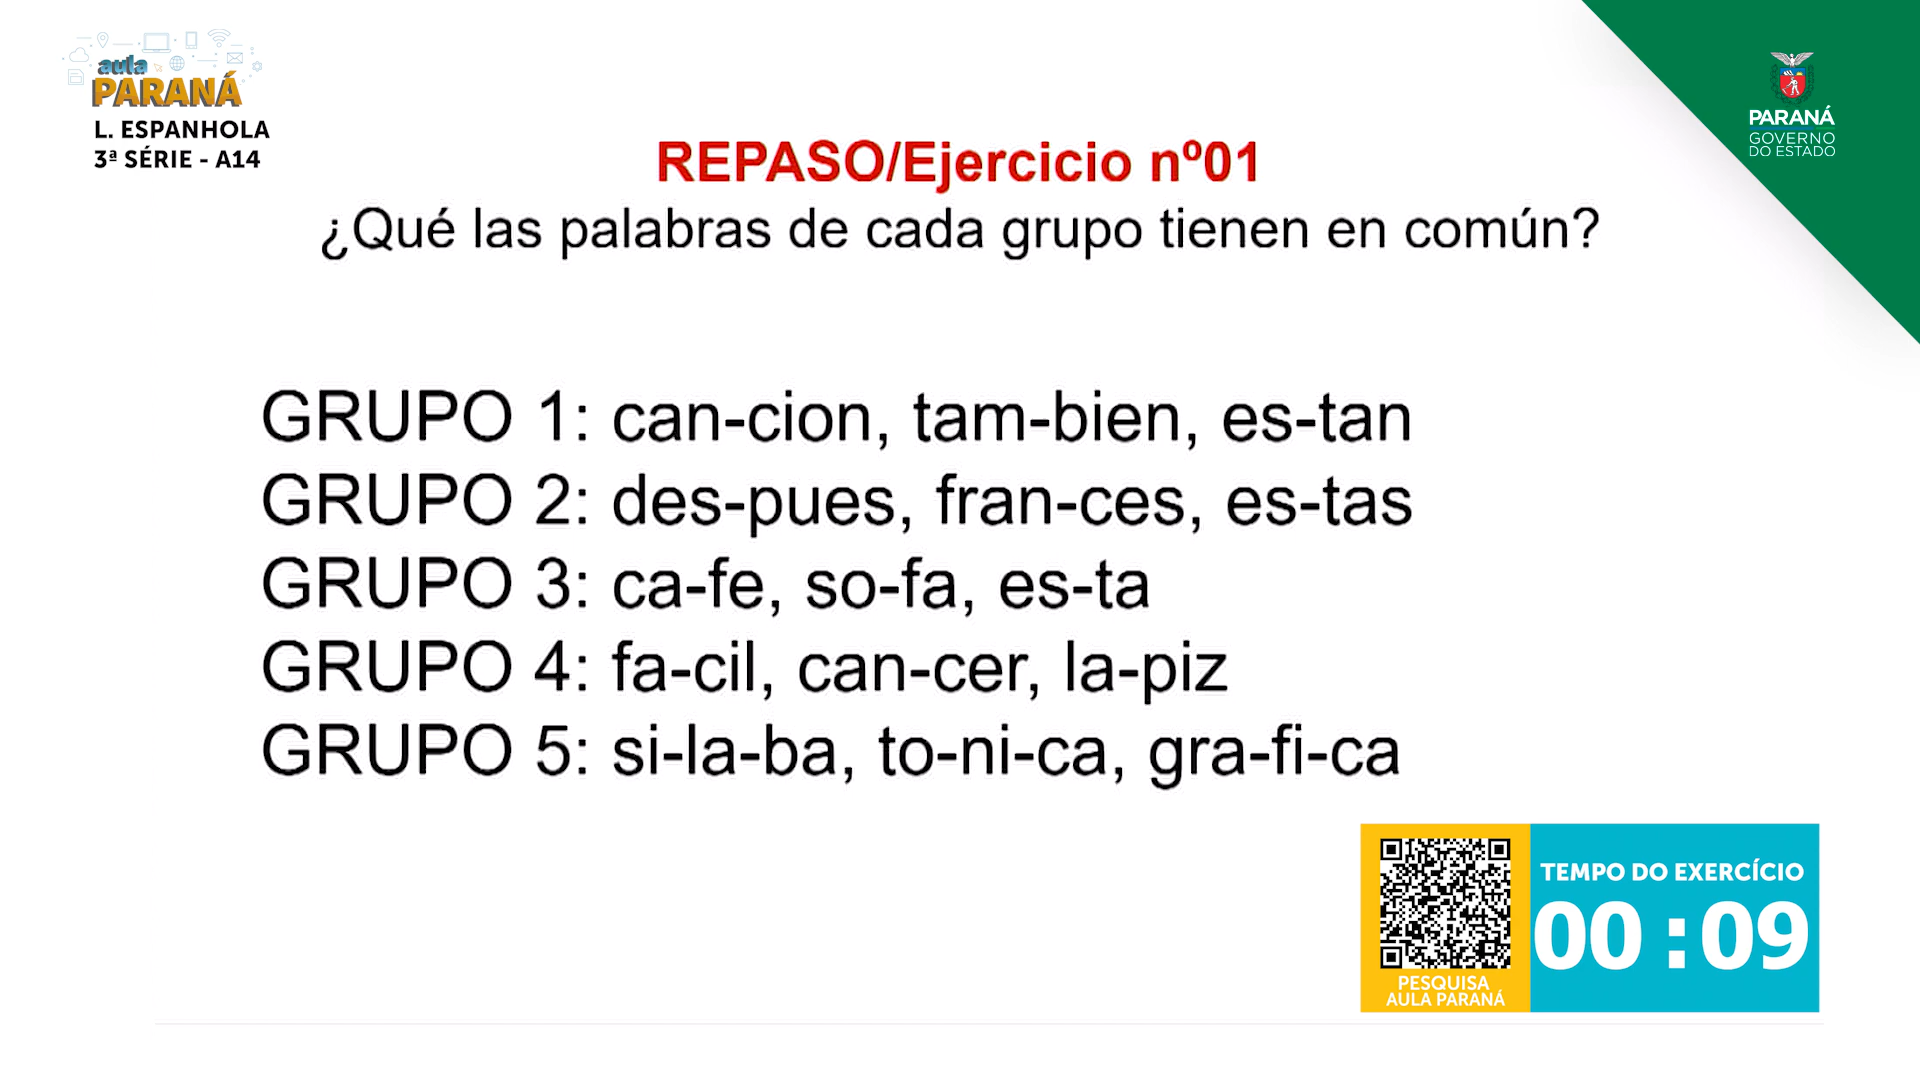 aula
PARANÁ
L. ESPANHOLA
3ª SÉRIE - A14
PARANÁ
GOVERNO
DO ESTADO
REPASO/Ejercicio nº01
¿Qué las palabras de cada grupo tienen en común?
GRUPO 1: can-cion, tam-bien, es-tan
GRUPO 2: des-pues, fran-ces, es-tas
GRUPO 3: ca-fe, so-fa, es-ta
GRUPO 4: fa-cil, can-cer, la-piz
GRUPO 5: si-la-ba, to-ni-ca, gra-fi-ca
PESQUISA
AULA PARANÁ
TEMPO DO EXERCÍCIO
00:09